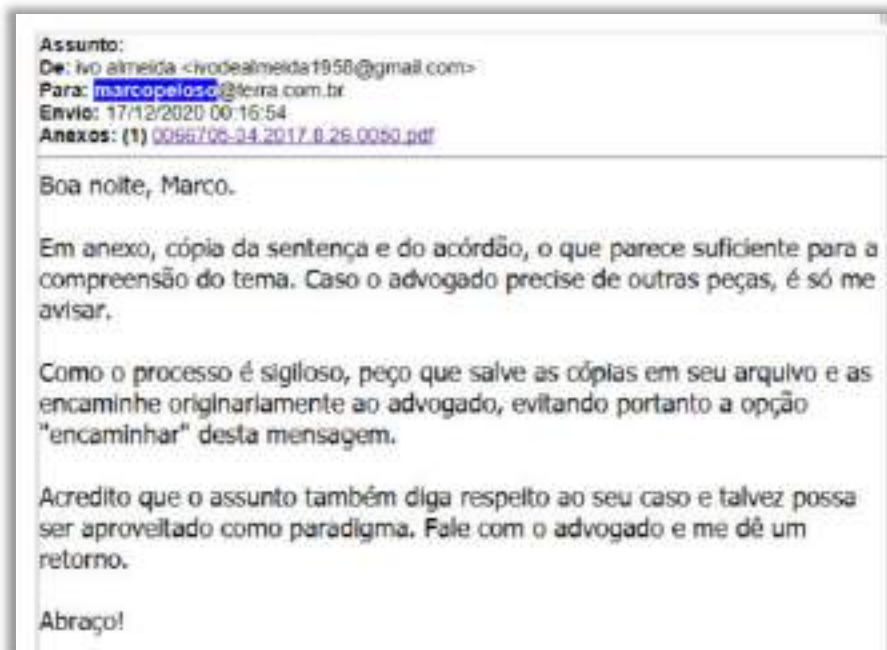 Assunto:
De: ivo almeida <ivodealmeida1958@gmail.com>
Para: marcopeloso@terra.com.br
Envio: 17/12/2020 00:16:54
Anexos: (1) 0066705-34.2017.8.26.0050.pdf
Boa noite, Marco.
Em anexo, cópia da sentença e do acórdão, o que parece suficiente para a
compreensão do tema. Caso o advogado precise de outras peças, é só me
avisar.
Como o processo é sigiloso, peço que salve as cópias em seu arquivo e as
encaminhe originariamente ao advogado, evitando portanto a opção
"encaminhar" desta mensagem.
Acredito que o assunto também diga respeito ao seu caso e talvez possa
ser aproveitado como paradigma. Fale com o advogado e me dê um
retorno.
Abraço!